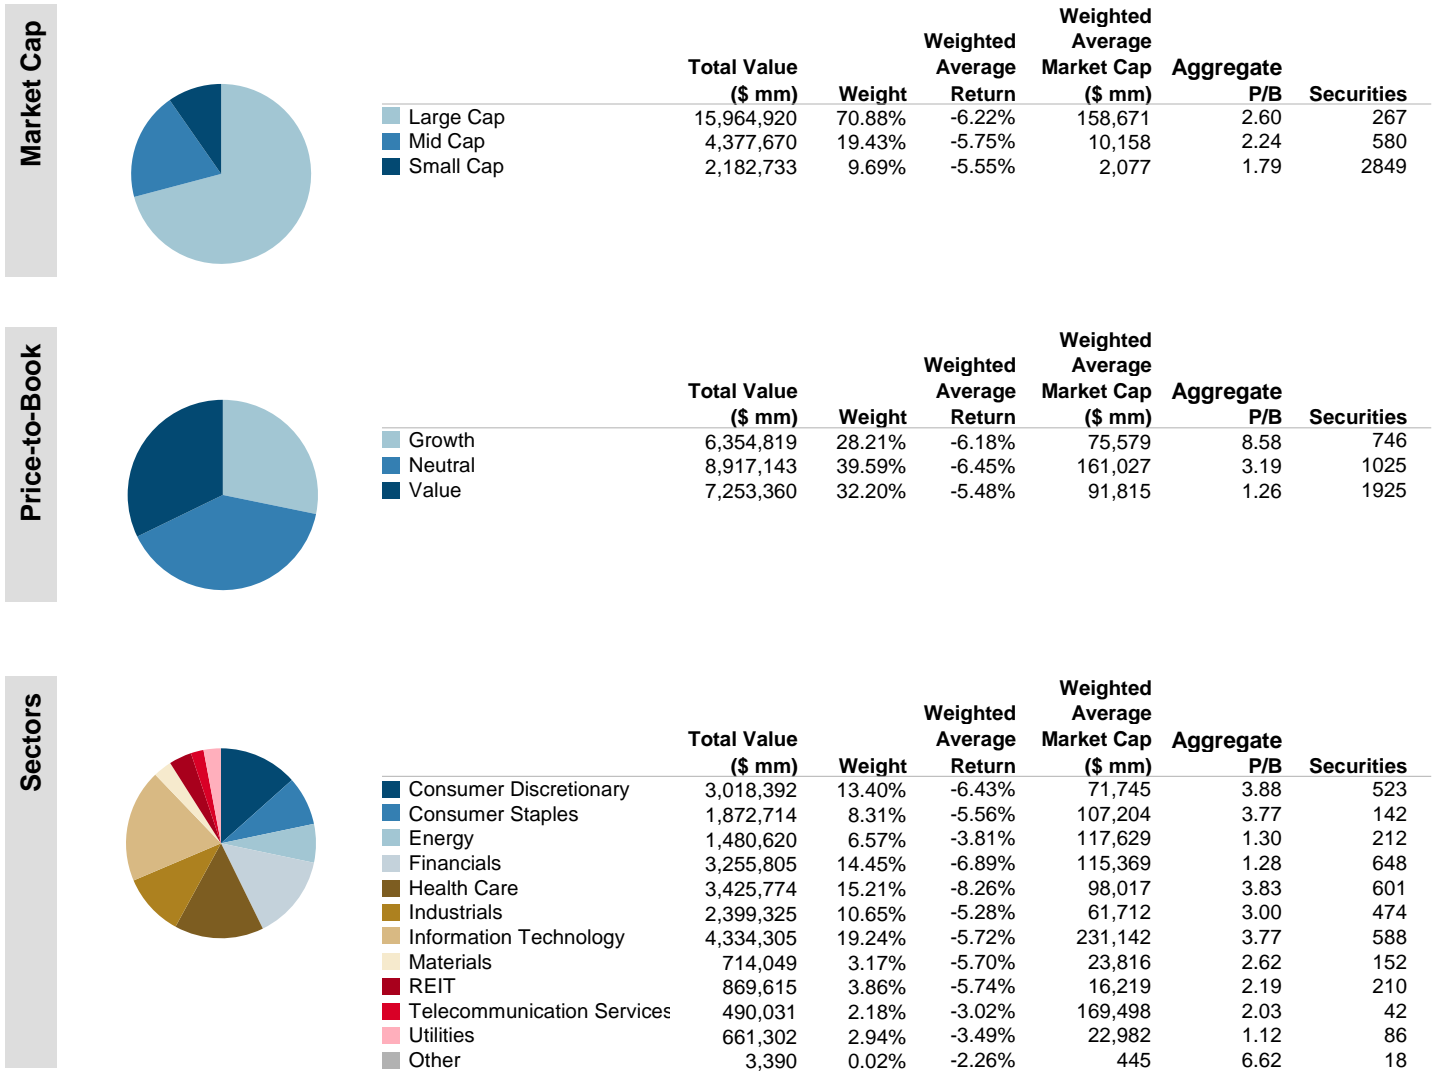 Market Cap
Weighted
Weighted Average
Total Value Average Market Cap Aggregate
($ mm) Weight Return ($ mm) P/B Securities
Large Cap 15,964,920 70.88% -6.22% 158,671 2.60 267
Mid Cap 4,377,670 19.43% -5.75% 10,158 2.24 580
Small Cap 2,182,733 9.69% -5.55% 2,077 1.79 2849
Price-to-Book
Weighted
Weighted Average
Total Value Average Market Cap Aggregate
($ mm) Weight Return ($ mm) P/B Securities
Growth 6,354,819 28.21% -6.18% 75,579 8.58 746
Neutral 8,917,143 39.59% -6.45% 161,027 3.19 1025
Value 7,253,360 32.20% -5.48% 91,815 1.26 1925
Sectors
Weighted
Weighted Average
Total Value Average Market Cap Aggregate
($ mm) Weight Return ($ mm) P/B Securities
Consumer Discretionary 3,018,392 13.40% -6.43% 71,745 3.88 523
Consumer Staples 1,872,714 8.31% -5.56% 107,204 3.77 142
Energy 1,480,620 6.57% -3.81% 117,629 1.30 212
Financials 3,255,805 14.45% -6.89% 115,369 1.28 648
Health Care 3,425,774 15.21% -8.26% 98,017 3.83 601
Industrials 2,399,325 10.65% -5.28% 61,712 3.00 474
Information Technology 4,334,305 19.24% -5.72% 231,142 3.77 588
Materials 714,049 3.17% -5.70% 23,816 2.62 152
REIT 869,615 3.86% -5.74% 16,219 2.19 210
Telecommunication Services 490,031 2.18% -3.02% 169,498 2.03 42
Utilities 661,302 2.94% -3.49% 22,982 1.12 86
Other 3,390 0.02% -2.26% 445 6.62 18